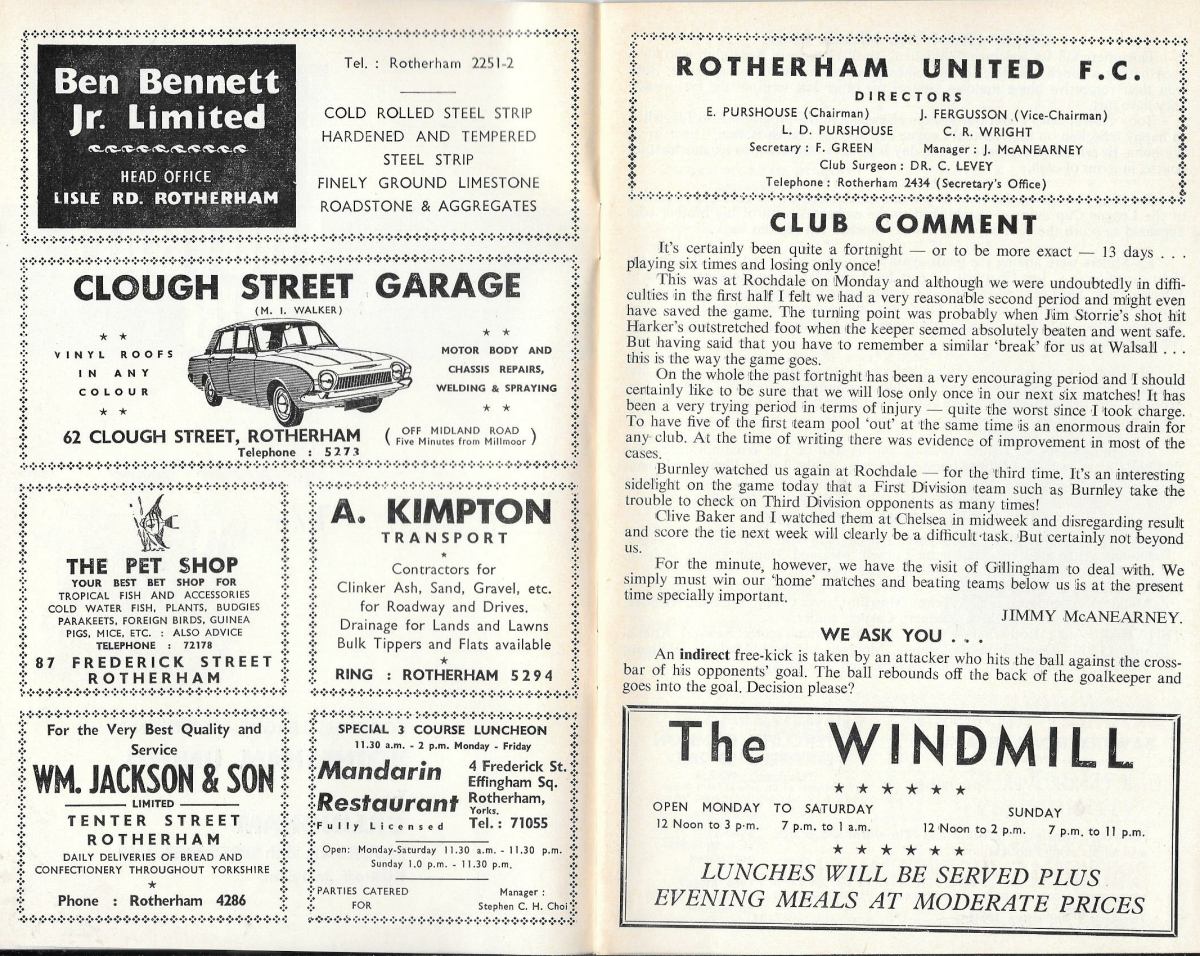 Ben Bennett
Jr. Limited
HEAD OFFICE
LISLE RD. ROTHERHAM
Tel. : Rotherham 2251-2
COLD ROLLED STEEL STRIP
HARDENED AND TEMPERED
STEEL STRIP
FINELY GROUND LIMESTONE
ROADSTONE & AGGREGATES
CLOUGH STREET GARAGE
(M. I. WALKER)
★ ★
VINYL ROOFS
IN ANY
COLOUR
★ ★
★ ★
MOTOR BODY AND
CHASSIS REPAIRS,
WELDING & SPRAYING
★ ★
62 CLOUGH STREET, ROTHERHAM
Telephone : 5273
( OFF MIDLAND ROAD
Five Minutes from Millmoor )
THE PET SHOP
YOUR BEST BET SHOP FOR
TROPICAL FISH AND ACCESSORIES
COLD WATER FISH, PLANTS, BUDGIES
PARAKEETS, FOREIGN BIRDS, GUINEA
PIGS, MICE, ETC. : ALSO ADVICE
TELEPHONE : 72178
87 FREDERICK STREET
ROTHERHAM
A. KIMPTON
TRANSPORT
★
Contractors for
Clinker Ash, Sand, Gravel, etc.
for Roadway and Drives.
Drainage for Lands and Lawns
Bulk Tippers and Flats available
★
RING : ROTHERHAM 5294
For the Very Best Quality and
Service
WM. JACKSON & SON
LIMITED
TENTER STREET
ROTHERHAM
DAILY DELIVERIES OF BREAD AND
CONFECTIONERY THROUGHOUT YORKSHIRE
★
Phone : Rotherham 4286
SPECIAL 3 COURSE LUNCHEON
11.30 a.m. - 2 p.m. Monday - Friday
Mandarin
Restaurant
Fully Licensed
4 Frederick St.
Effingham Sq.
Rotherham,
Yorks.
Tel. : 71055
Open: Monday-Saturday 11.30 a.m. - 11.30 p.m.
Sunday 1.0 p.m. - 11.30 p.m.
PARTIES CATERED
FOR
Manager :
Stephen C. H. Choi
ROTHERHAM UNITED F.C.
DIRECTORS
E. PURSHOUSE (Chairman) J. FERGUSSON (Vice-Chairman)
L. D. PURSHOUSE C. R. WRIGHT
Secretary : F. GREEN Manager : J. McANEARNEY
Club Surgeon : DR. C. LEVEY
Telephone : Rotherham 2434 (Secretary's Office)
CLUB COMMENT
It's certainly been quite a fortnight — or to be more exact — 13 days . . .
playing six times and losing only once!
This was at Rochdale on Monday and although we were undoubtedly in diffi-
culties in the first half I felt we had a very reasonable second period and might even
have saved the game. The turning point was probably when Jim Storrie's shot hit
Harker's outstretched foot when the keeper seemed absolutely beaten and went safe.
But having said that you have to remember a similar 'break' for us at Walsall . . .
this is the way the game goes.
On the whole the past fortnight has been a very encouraging period and I should
certainly like to be sure that we will lose only once in our next six matches! It has
been a very trying period in terms of injury — quite the worst since I took charge.
To have five of the first team pool 'out' at the same time is an enormous drain for
any club. At the time of writing there was evidence of improvement in most of the
cases.
Burnley watched us again at Rochdale — for the third time. It's an interesting
sidelight on the game today that a First Division team such as Burnley take the
trouble to check on Third Division opponents as many times!
Clive Baker and I watched them at Chelsea in midweek and disregarding result
and score the tie next week will clearly be a difficult task. But certainly not beyond
us.
For the minute, however, we have the visit of Gillingham to deal with. We
simply must win our 'home' matches and beating teams below us is at the present
time specially important.
JIMMY McANEARNEY.
WE ASK YOU . . .
An indirect free-kick is taken by an attacker who hits the ball against the cross-
bar of his opponents' goal. The ball rebounds off the back of the goalkeeper and
goes into the goal. Decision please?
The WINDMILL
★ ★ ★ ★ ★ ★
OPEN MONDAY TO SATURDAY SUNDAY
12 Noon to 3 p.m. 7 p.m. to 1 a.m. 12 Noon to 2 p.m. 7 p.m. to 11 p.m.
★ ★ ★ ★ ★ ★
LUNCHES WILL BE SERVED PLUS
EVENING MEALS AT MODERATE PRICES